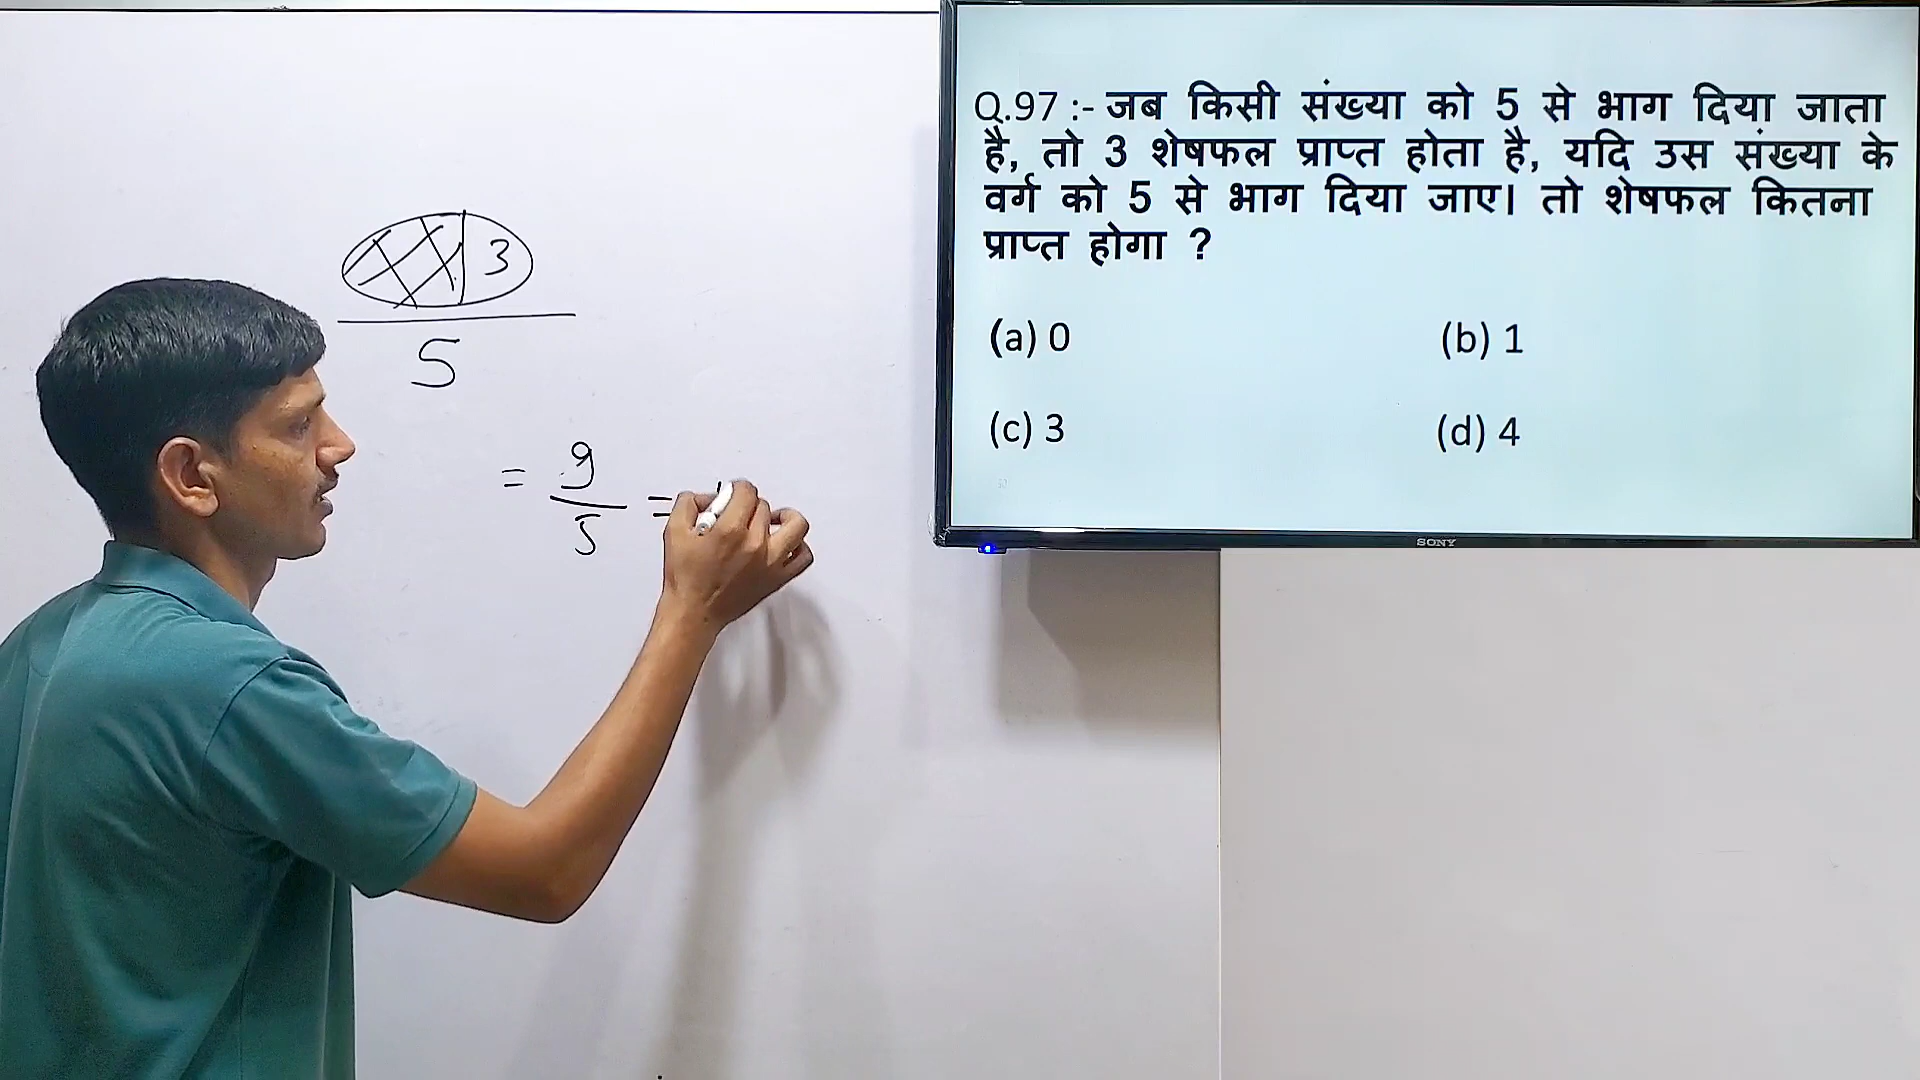 Q.97 :- जब किसी संख्या को 5 से भाग दिया जाता
है, तो 3 शेषफल प्राप्त होता है, यदि उस संख्या के
वर्ग को 5 से भाग दिया जाए। तो शेषफल कितना
प्राप्त होगा ?
(a) 0 (b) 1
(c) 3 (d) 4
SONY
3
5
= 9
5 =